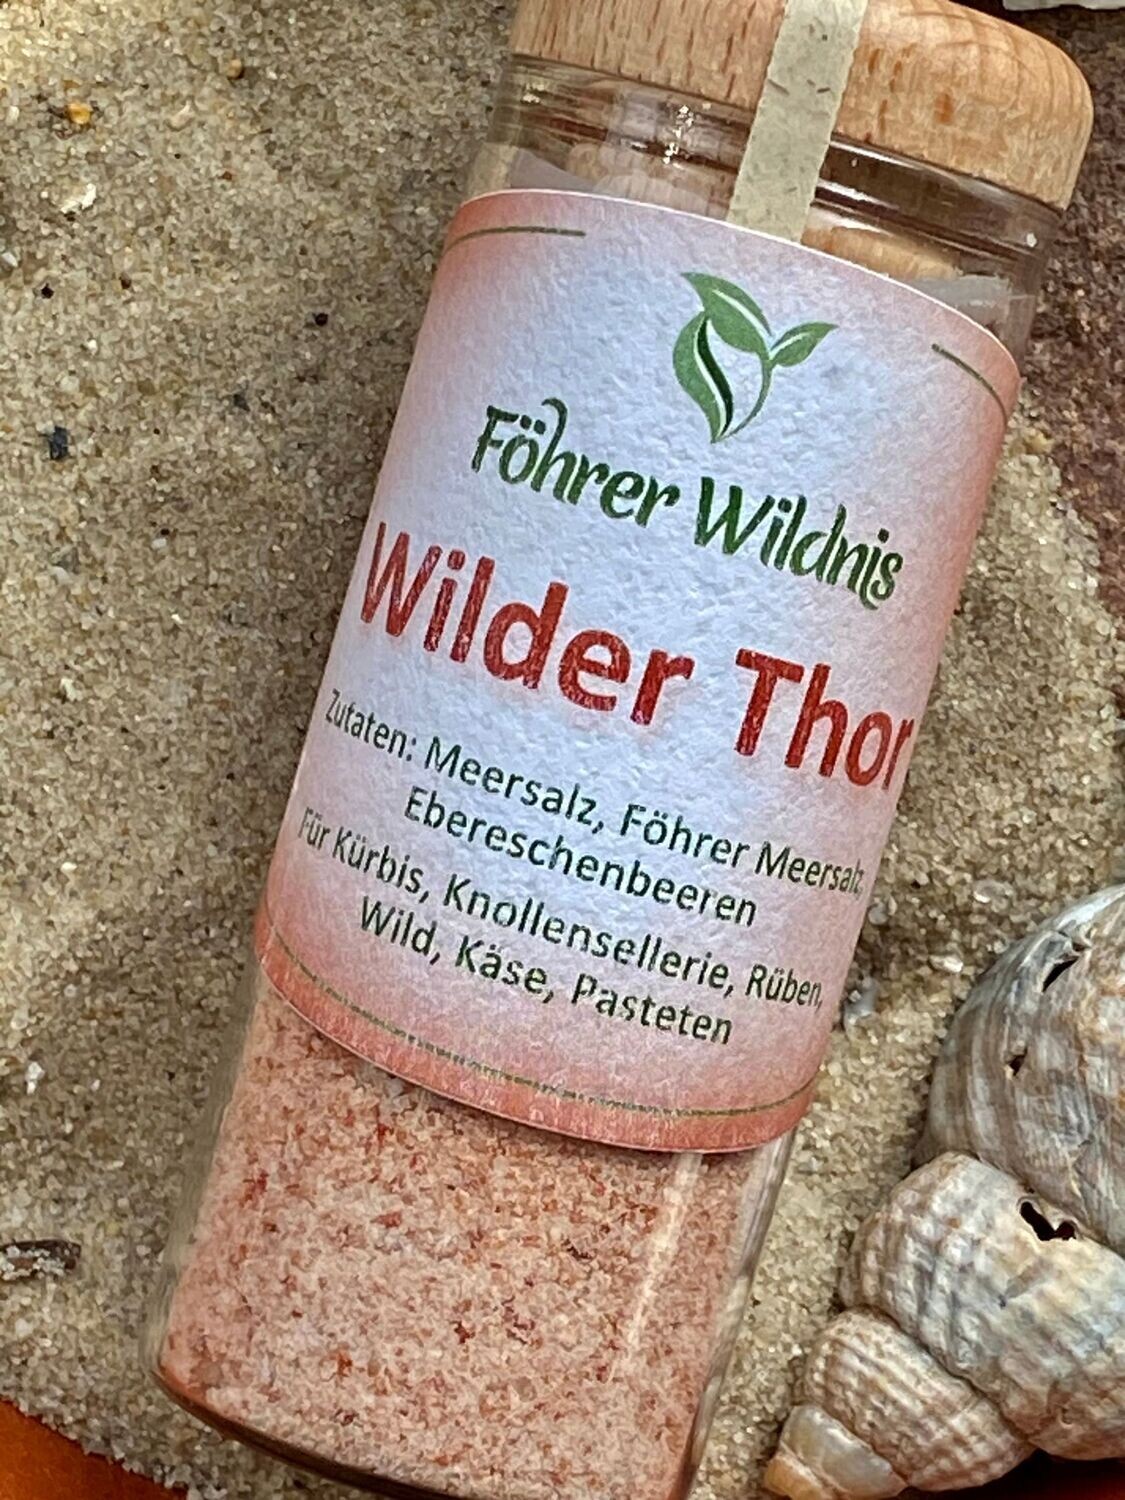 Föhrer Wildnis
Wilder Thor
Zutaten: Meersalz, Föhrer Meersalz,
Ebereschenbeeren
Für Kürbis, Knollensellerie, Rüben,
Wild, Käse, Pasteten